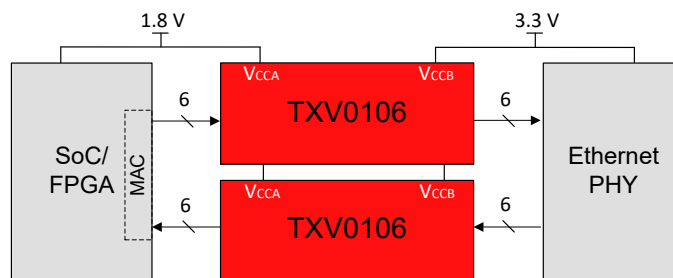 1.8 V
3.3 V
VCCA
VCCB
TXV0106
6
6
SoC/
FPGA
MAC
Ethernet
PHY
VCCA
VCCB
TXV0106
6
6